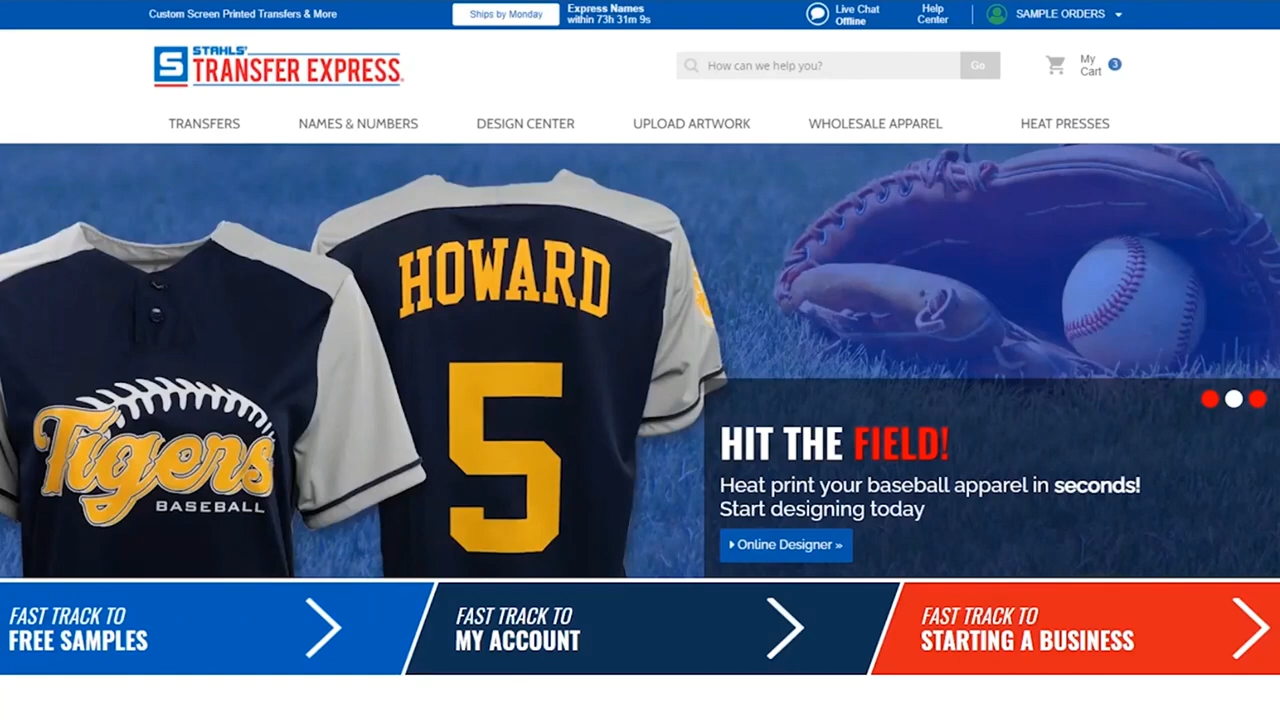 Custom Screen Printed Transfers & More
Ships by Monday
Express Names
within 73h 31m 9s
Live Chat
Offline
Help
Center
SAMPLE ORDERS
S
STAHLS'
TRANSFER EXPRESS®
How can we help you?
Go
My
Cart
3
TRANSFERS
NAMES & NUMBERS
DESIGN CENTER
UPLOAD ARTWORK
WHOLESALE APPAREL
HEAT PRESSES
HOWARD
5
Tigers
BASEBALL
HIT THE FIELD!
Heat print your baseball apparel in seconds!
Start designing today
Online Designer »
FAST TRACK TO
FREE SAMPLES
FAST TRACK TO
MY ACCOUNT
FAST TRACK TO
STARTING A BUSINESS